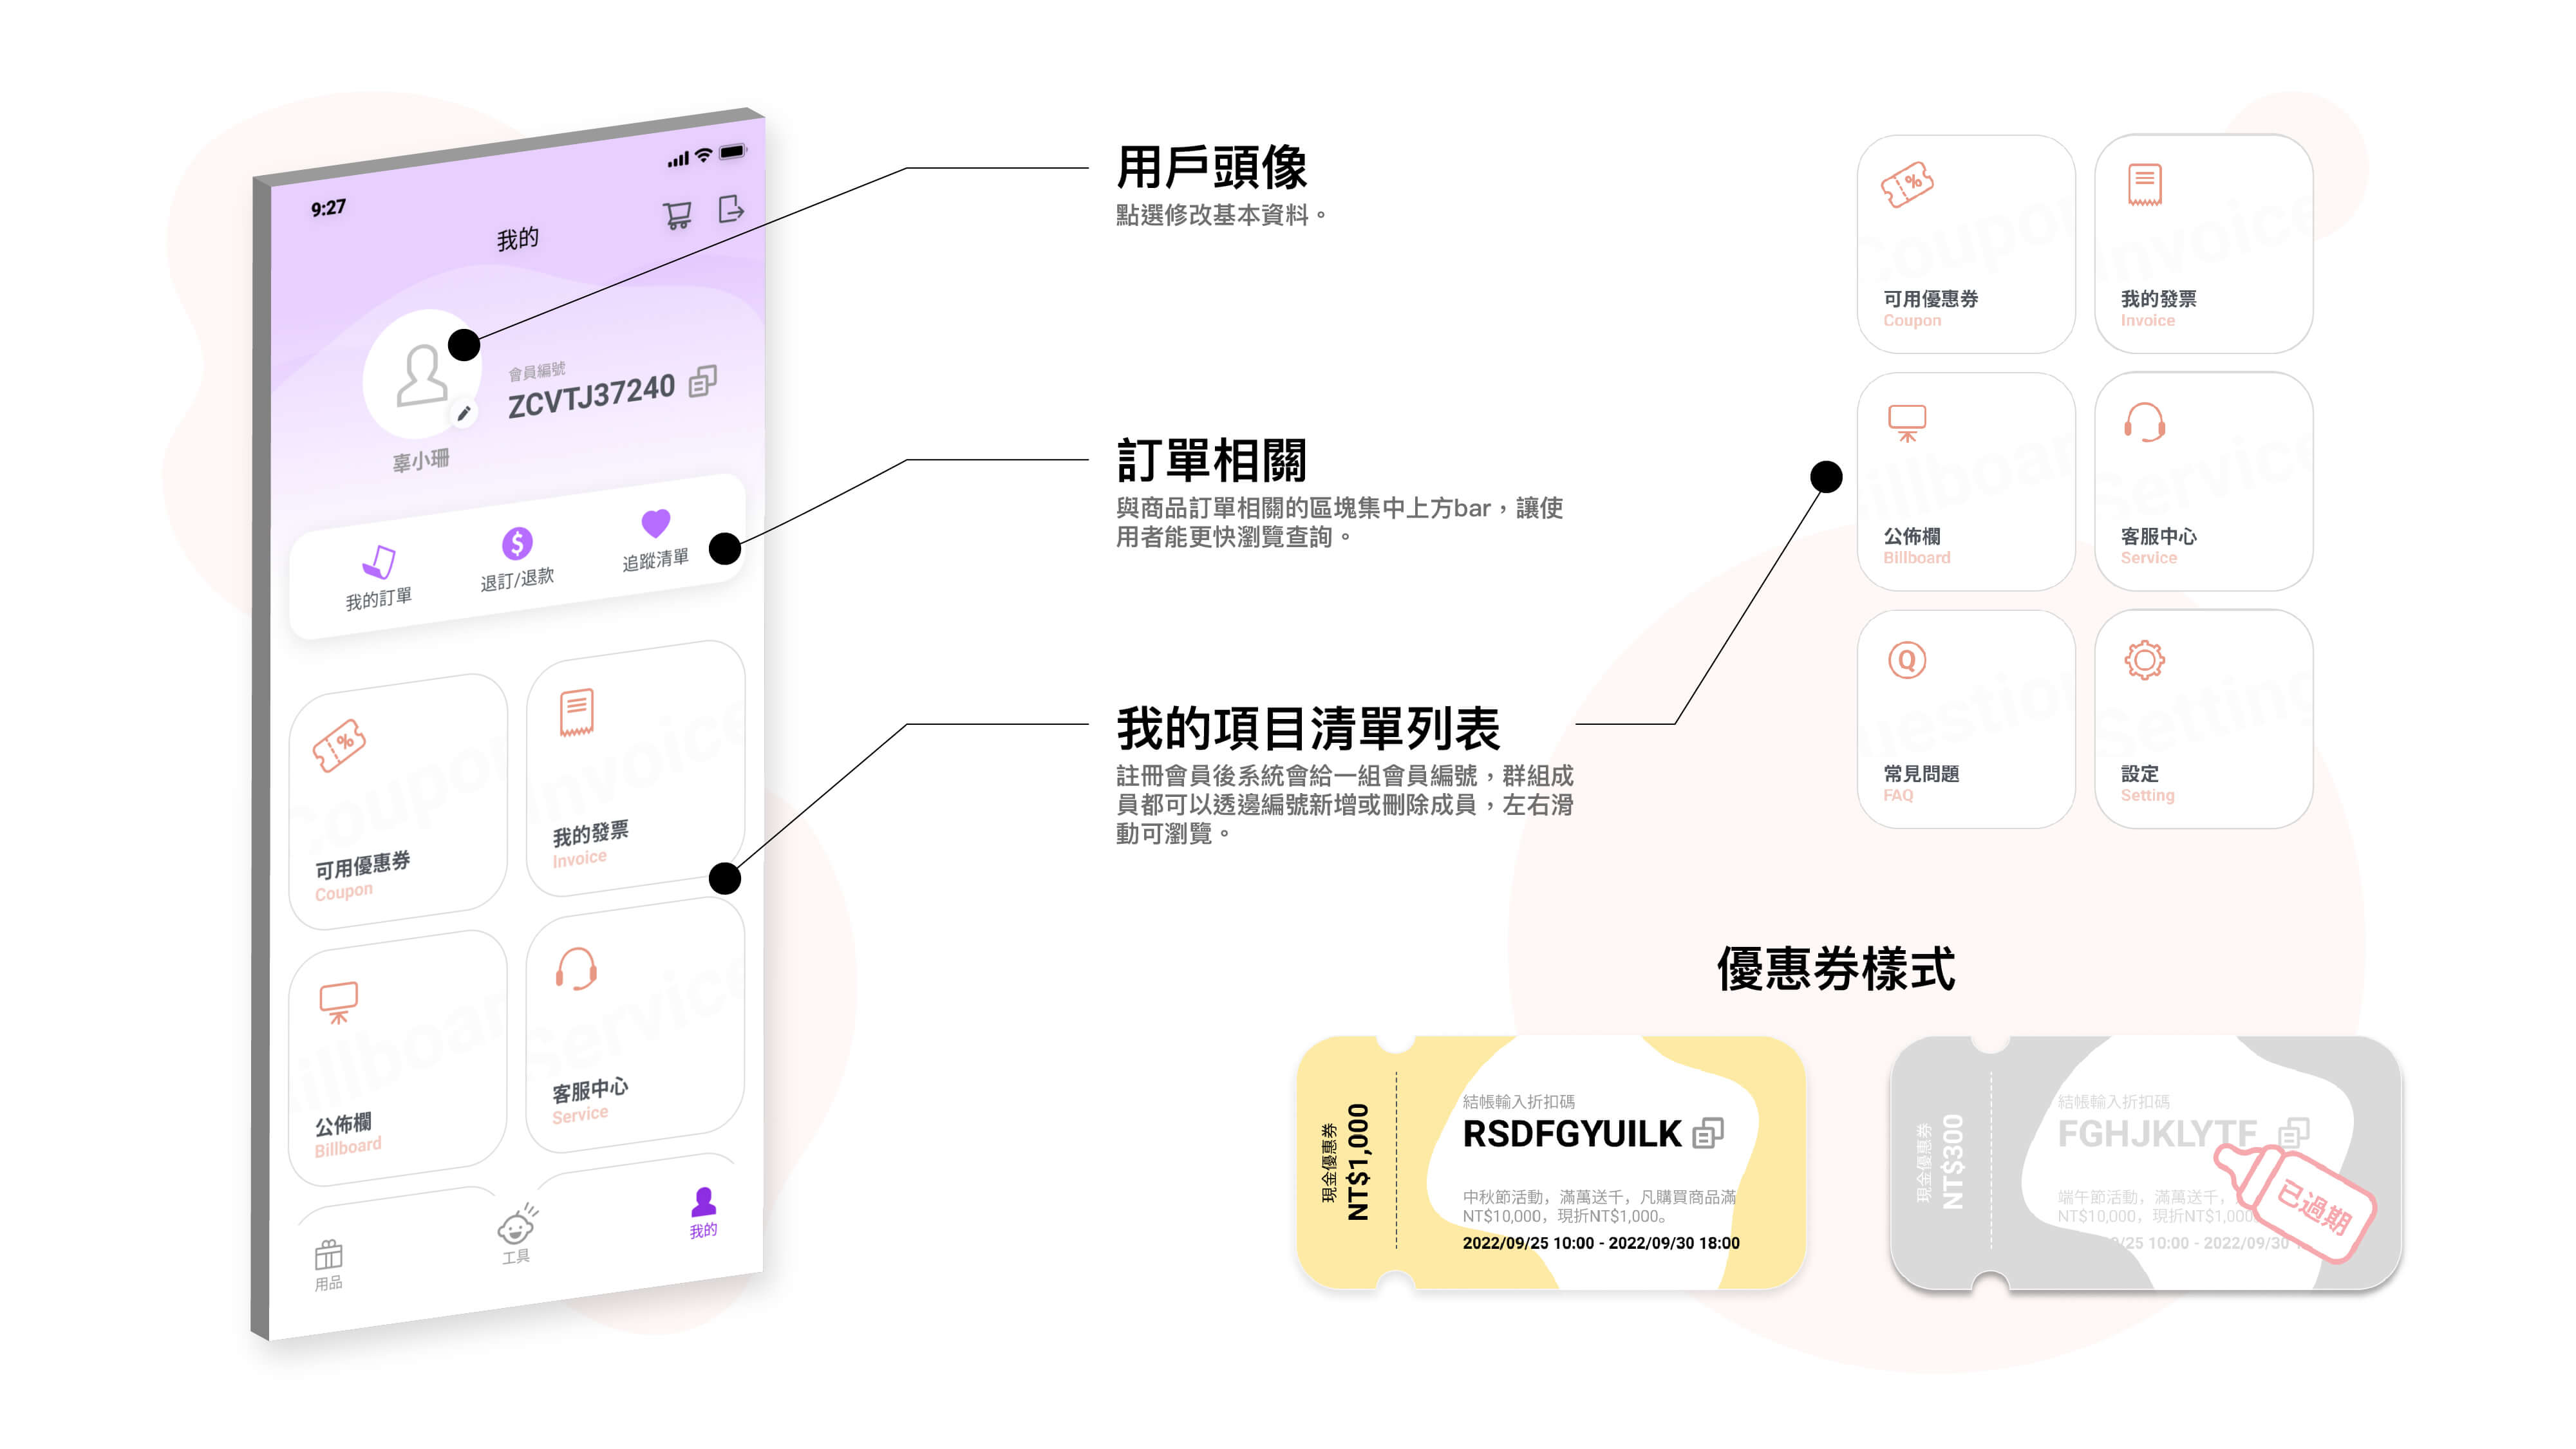 9:27
我的
會員編號
ZCVTJ37240
辜小珊
我的訂單
退訂/退款
追蹤清單
Coupon
可用優惠券
Coupon
Invoice
我的發票
Invoice
Billboard
公佈欄
Billboard
Service
客服中心
Service
用品
工具
我的
用戶頭像
點選修改基本資料。
訂單相關
與商品訂單相關的區塊集中上方bar，讓使
用者能更快瀏覽查詢。
我的項目清單列表
註冊會員後系統會給一組會員編號，群組成
員都可以透過編號新增或刪除成員，左右滑
動可瀏覽。
%
Coupon
可用優惠券
Coupon
Invoice
我的發票
Invoice
Billboar
公佈欄
Billboard
Service
客服中心
Service
Q
uestion
常見問題
FAQ
Setting
設定
Setting
優惠券樣式
現金優惠券
NT$1,000
結帳輸入折扣碼
RSDFGYUILK
中秋節活動，滿萬送千，凡購買商品滿
NT$10,000，現折NT$1,000。
2022/09/25 10:00 - 2022/09/30 18:00
現金優惠券
NT$300
結帳輸入折扣碼
FGHJKLYTF
端午節活動，滿萬送千，
NT$10,000，現折NT$1,000
/25 10:00 - 2022/09/30
已過期